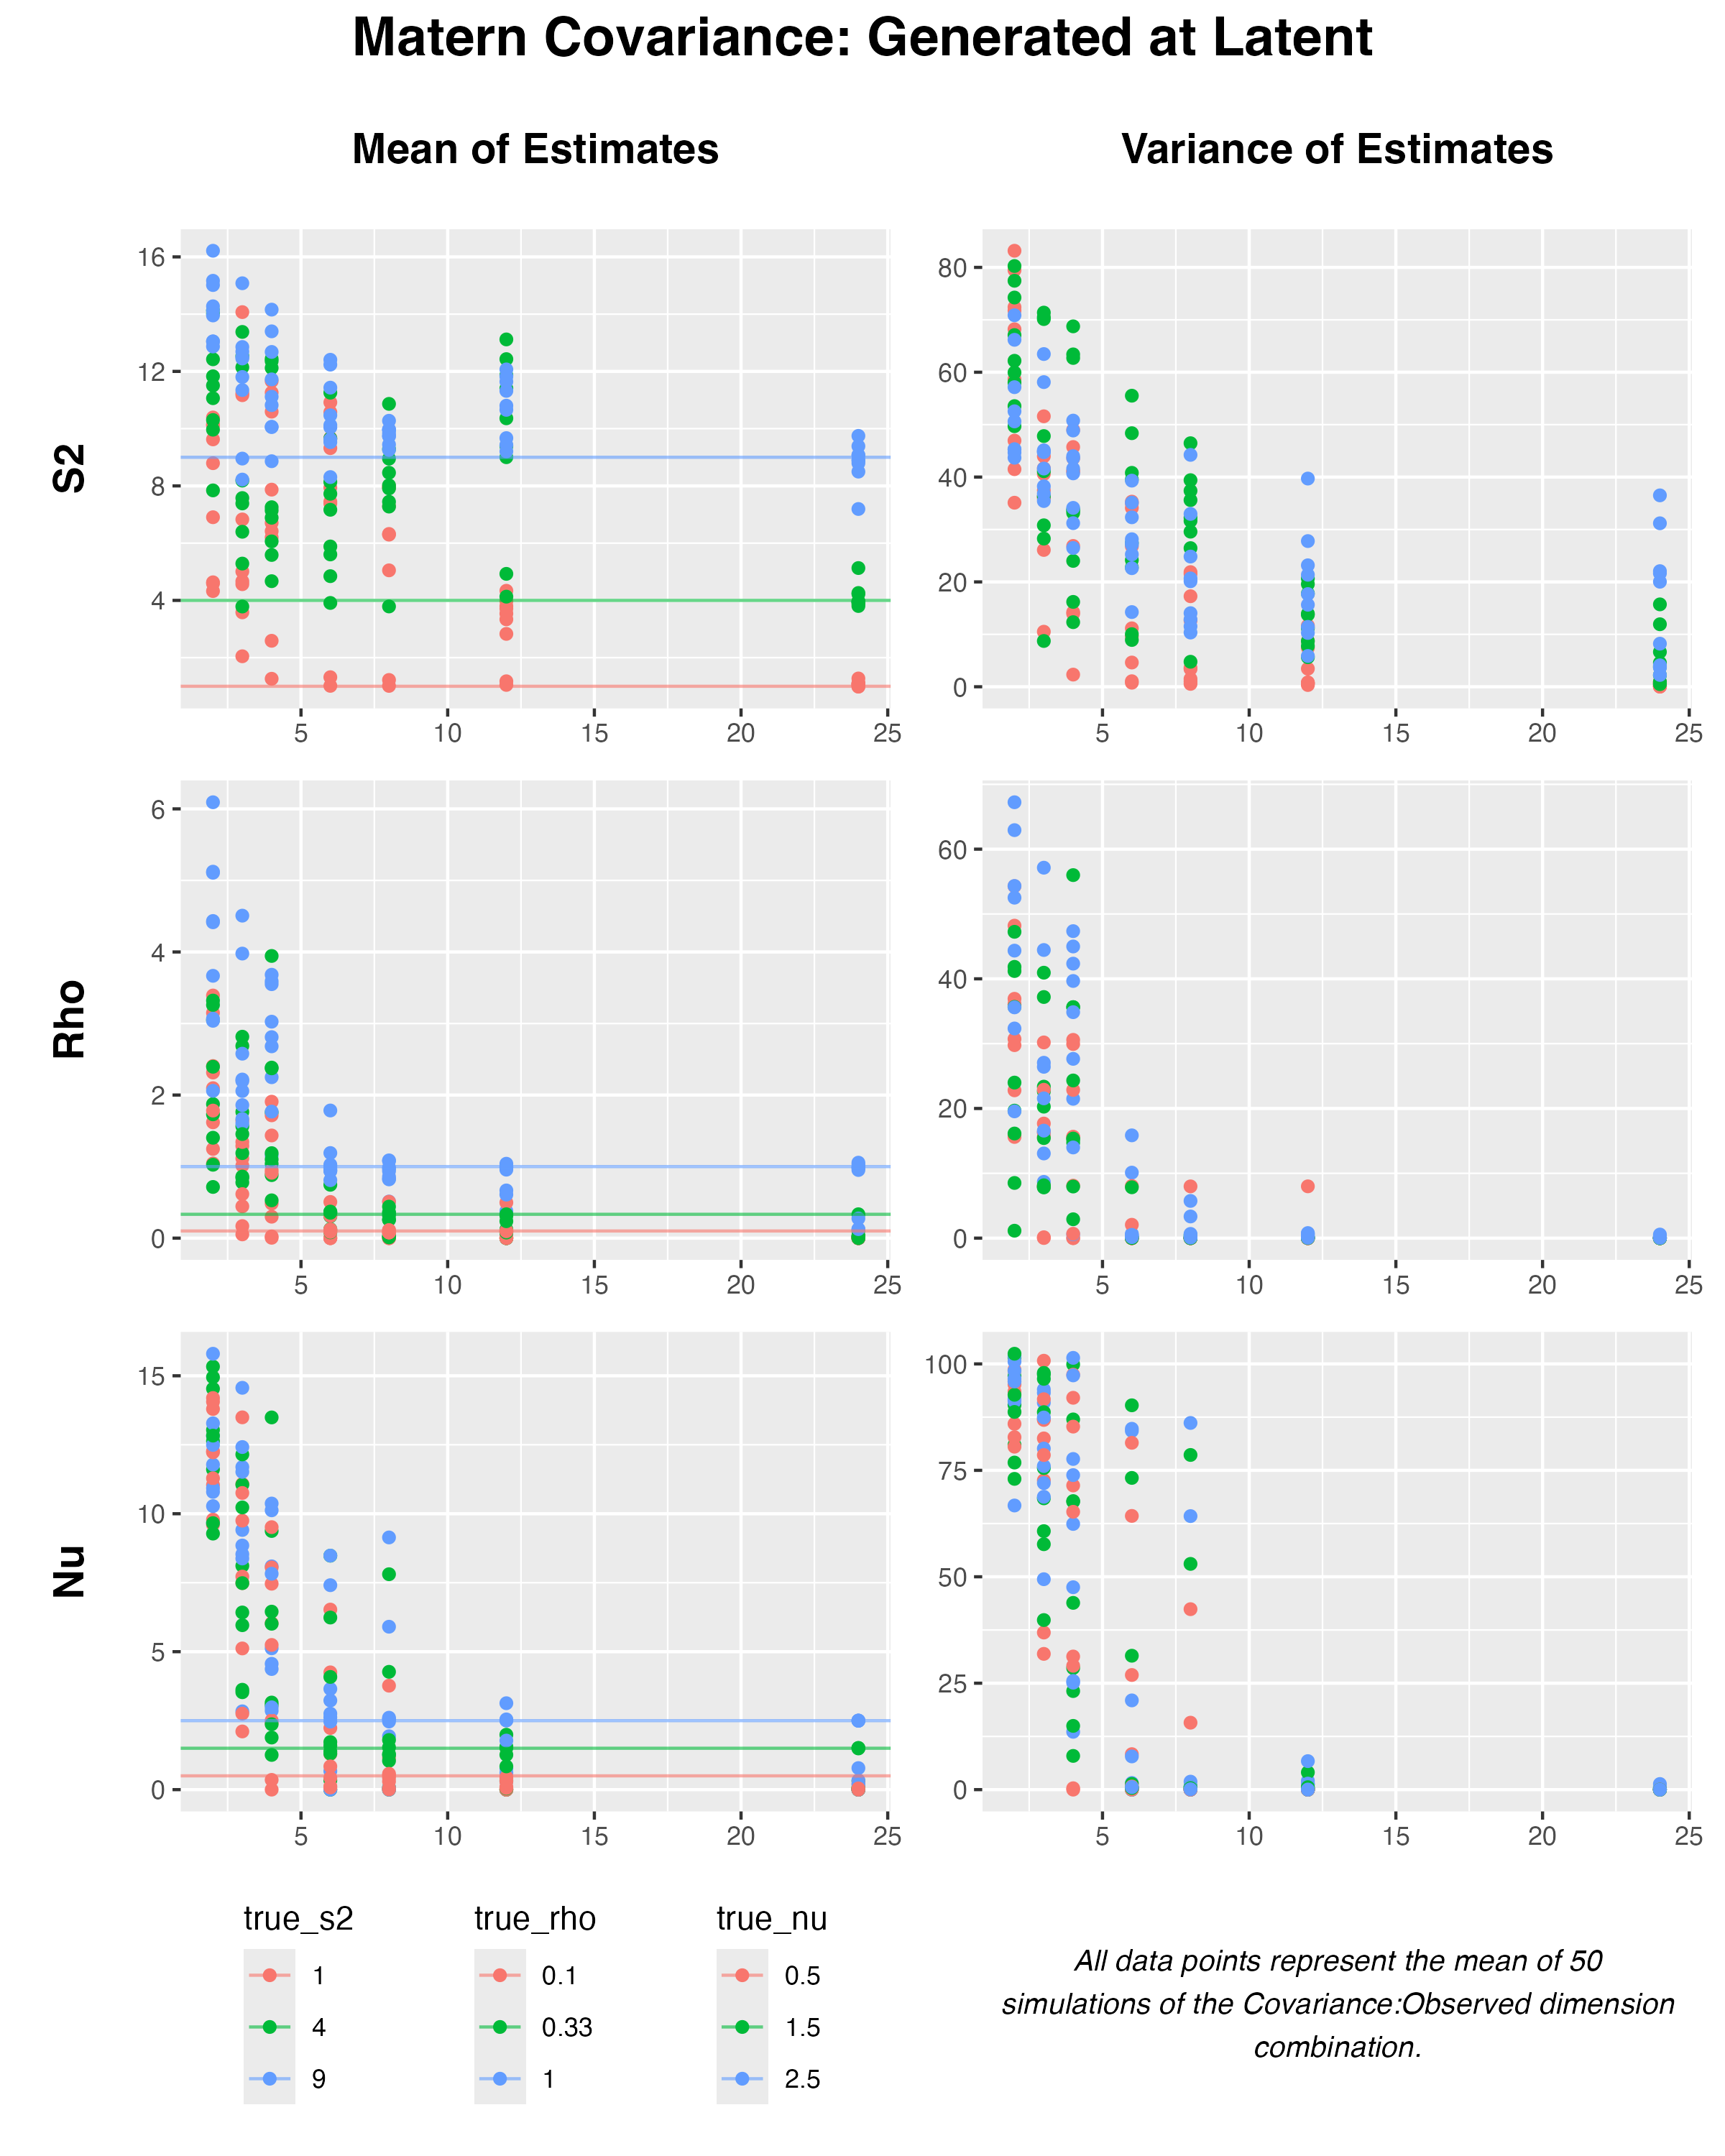 Matern Covariance: Generated at Latent
Mean of Estimates
Variance of Estimates
S2
16
12
8
4
5 10 15 20 25
80
60
40
20
0
5 10 15 20 25
Rho
6
4
2
0
5 10 15 20 25
60
40
20
0
5 10 15 20 25
Nu
15
10
5
0
5 10 15 20 25
100
75
50
25
0
5 10 15 20 25
true_s2
1
4
9
true_rho
0.1
0.33
1
true_nu
0.5
1.5
2.5
All data points represent the mean of 50
simulations of the Covariance:Observed dimension
combination.